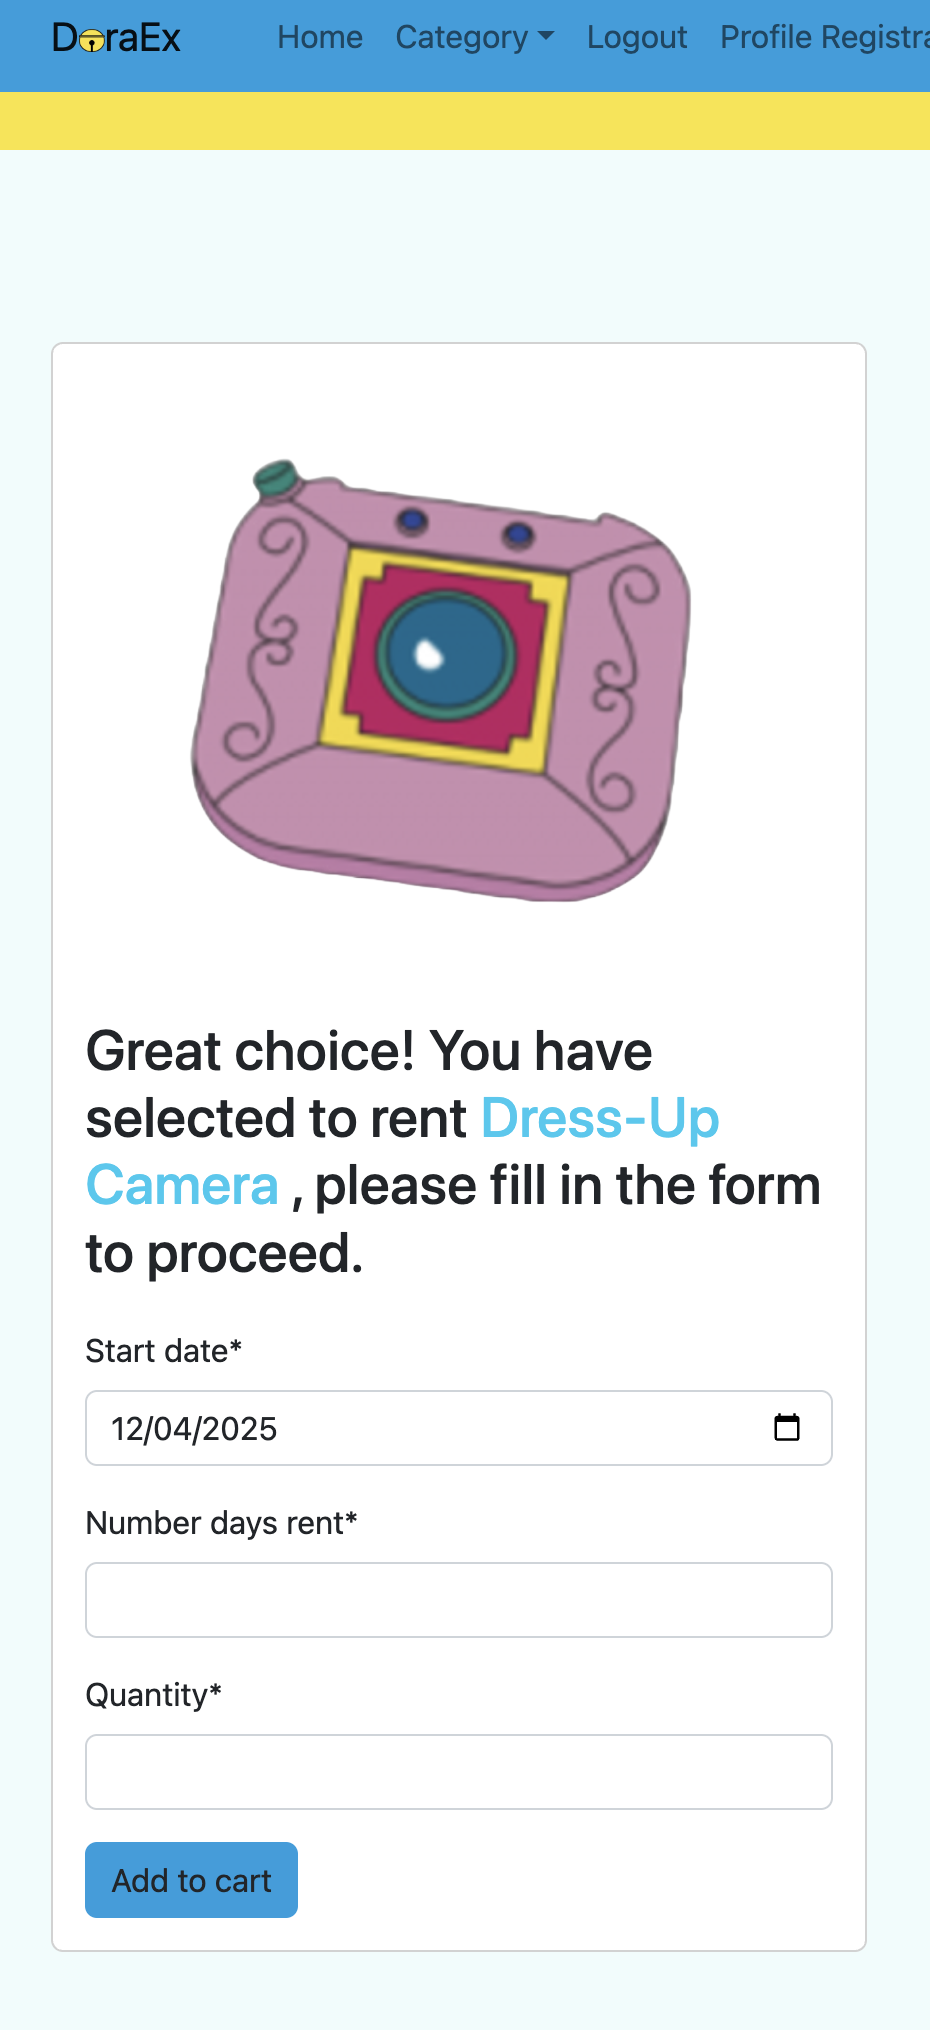 DoraEx Home Category Logout Profile Registra
Great choice! You have
selected to rent Dress-Up
Camera , please fill in the form
to proceed.
Start date*
12/04/2025
Number days rent*
Quantity*
Add to cart